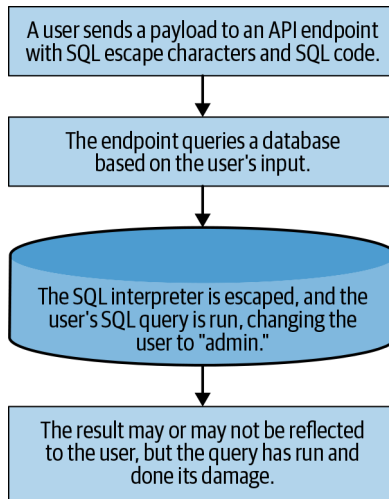 A user sends a payload to an API endpoint
with SQL escape characters and SQL code.
The endpoint queries a database
based on the user's input.
The SQL interpreter is escaped, and the
user's SQL query is run, changing the
user to "admin."
The result may or may not be reflected
to the user, but the query has run and
done its damage.